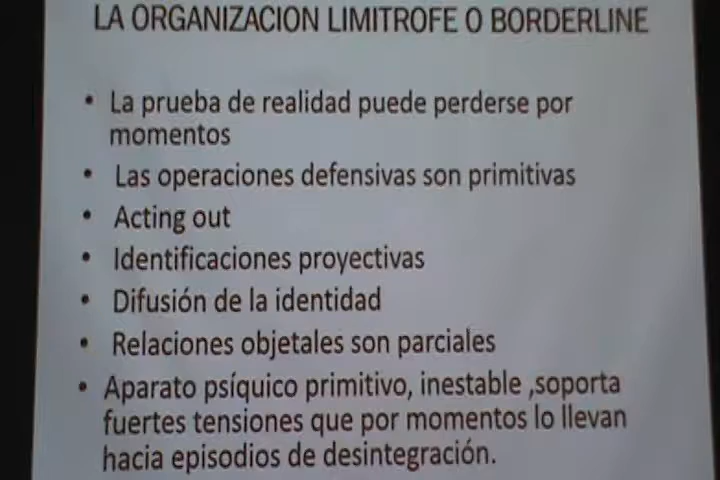 LA ORGANIZACION LIMITROFE O BORDERLINE
• La prueba de realidad puede perderse por
momentos
• Las operaciones defensivas son primitivas
• Acting out
• Identificaciones proyectivas
• Difusión de la identidad
• Relaciones objetales son parciales
• Aparato psíquico primitivo, inestable ,soporta
fuertes tensiones que por momentos lo llevan
hacia episodios de desintegración.